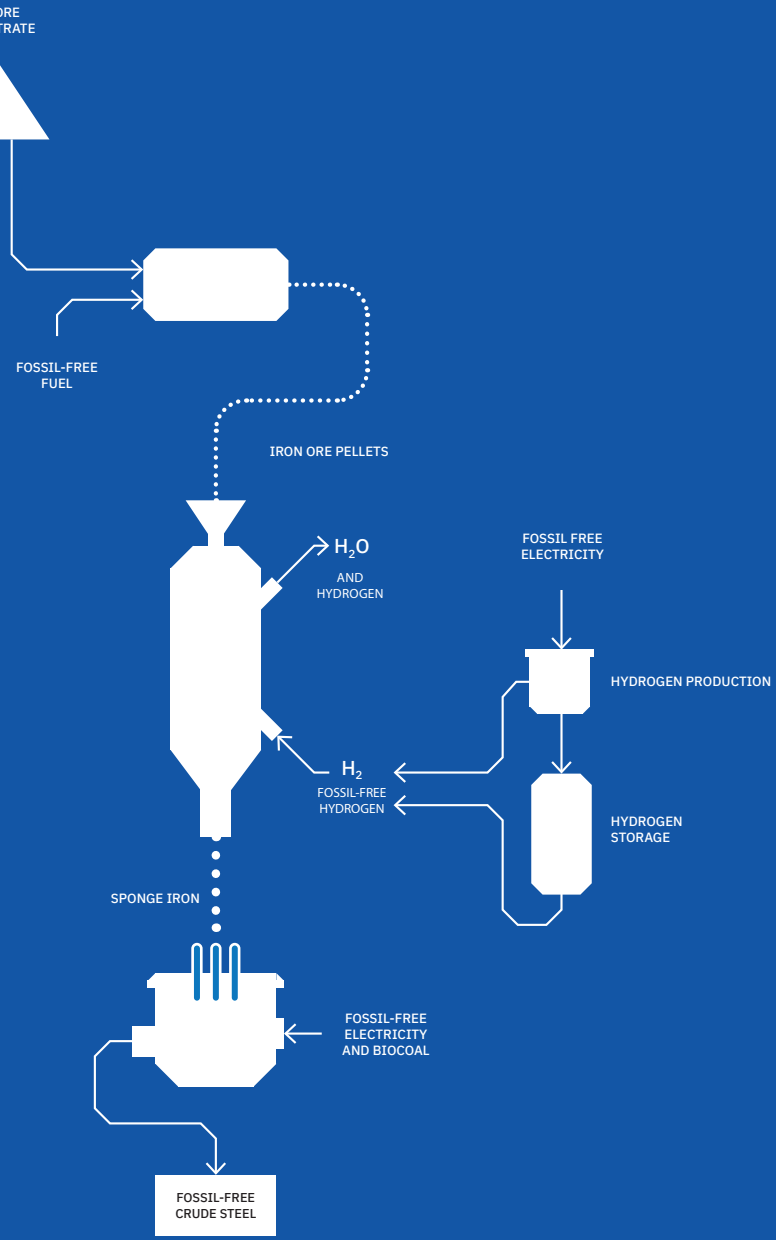 ORE
TRATE
FOSSIL-FREE
FUEL
IRON ORE PELLETS
H₂O
AND
HYDROGEN
FOSSIL FREE
ELECTRICITY
HYDROGEN PRODUCTION
H₂
FOSSIL-FREE
HYDROGEN
HYDROGEN
STORAGE
SPONGE IRON
FOSSIL-FREE
ELECTRICITY
AND BIOCOAL
FOSSIL-FREE
CRUDE STEEL